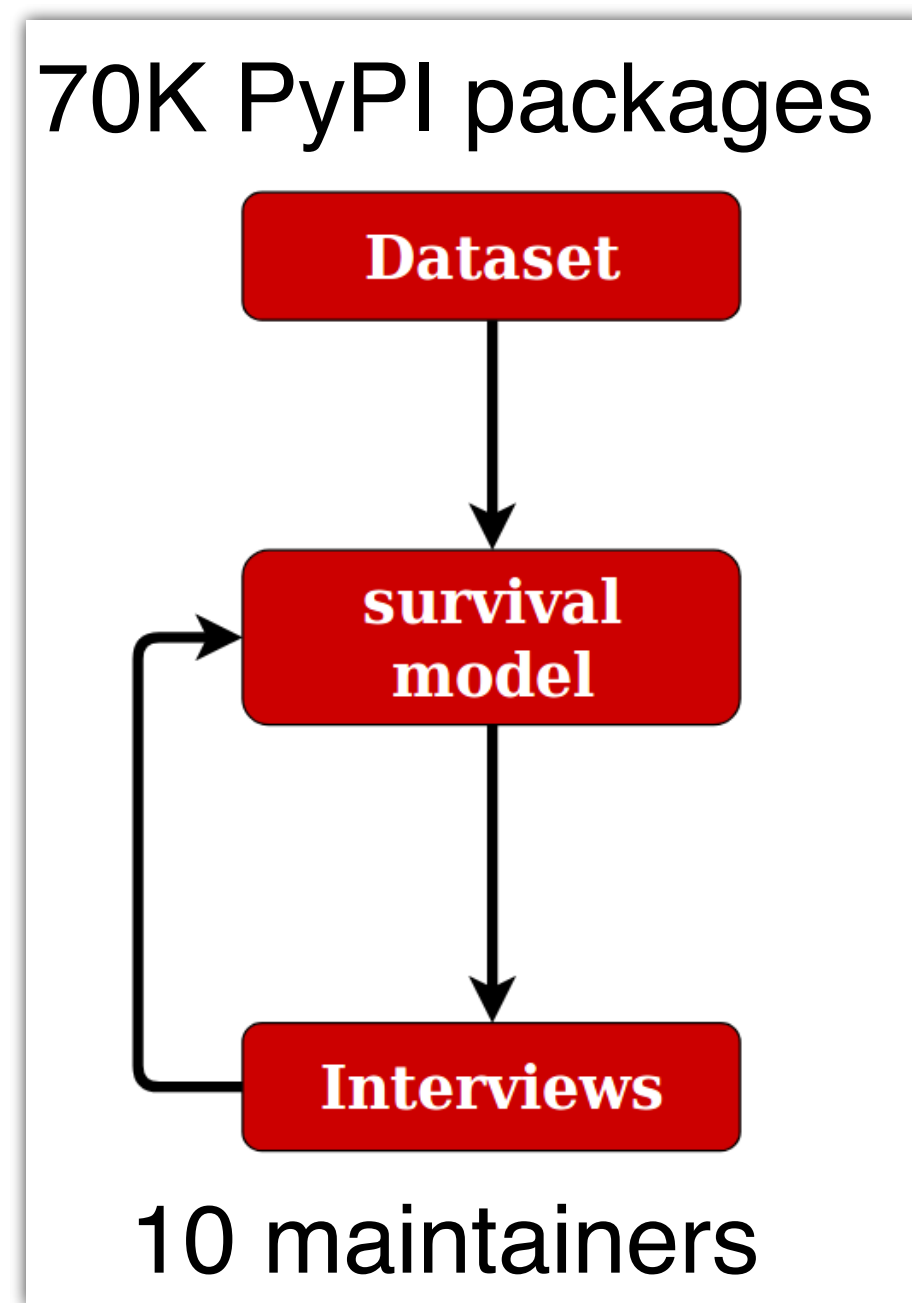 70K PyPI packages
Dataset
survival
model
Interviews
10 maintainers